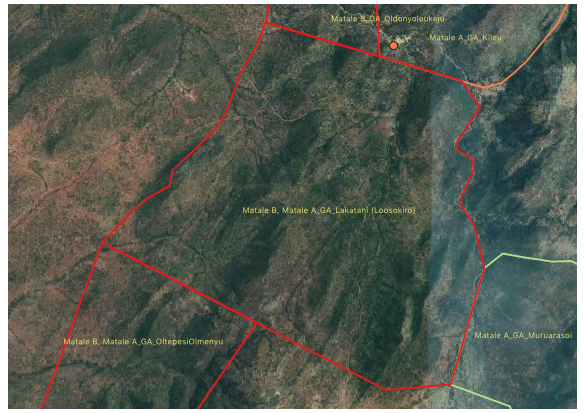 Matale B_GA_Oldonyoleukeju
Matale A_GA_Kileu
Matale B, Matale A_GA_Lakatani (Loosokiro)
Matale A_GA_Muruarasoi
Matale B, Matale A_GA_OltepesiOlmenyu